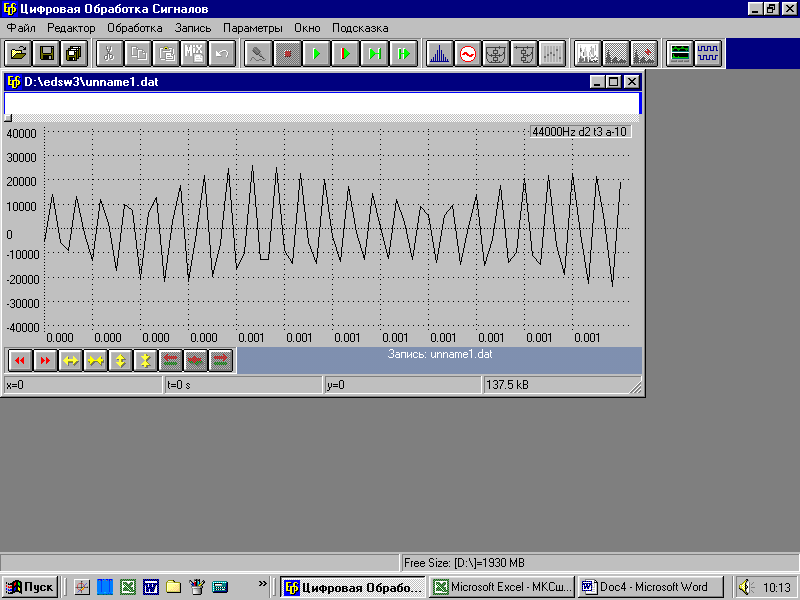 Цифровая Обработка Сигналов
Файл Редактор Обработка Запись Параметры Окно Подсказка
MiX
D:\edsw3\unname1.dat
44000Hz d2 t3 a-10
40000
30000
20000
10000
0
-10000
-20000
-30000
-40000
0.000 0.000 0.000 0.000 0.001 0.001 0.001 0.001 0.001 0.001 0.001 0.001
Запись: unname1.dat
x=0 t=0 s y=0 137.5 kB
Free Size: [D:\]=1930 MB
Пуск » Цифровая Обрабо... Microsoft Excel - МКСш... Doc4 - Microsoft Word 10:13